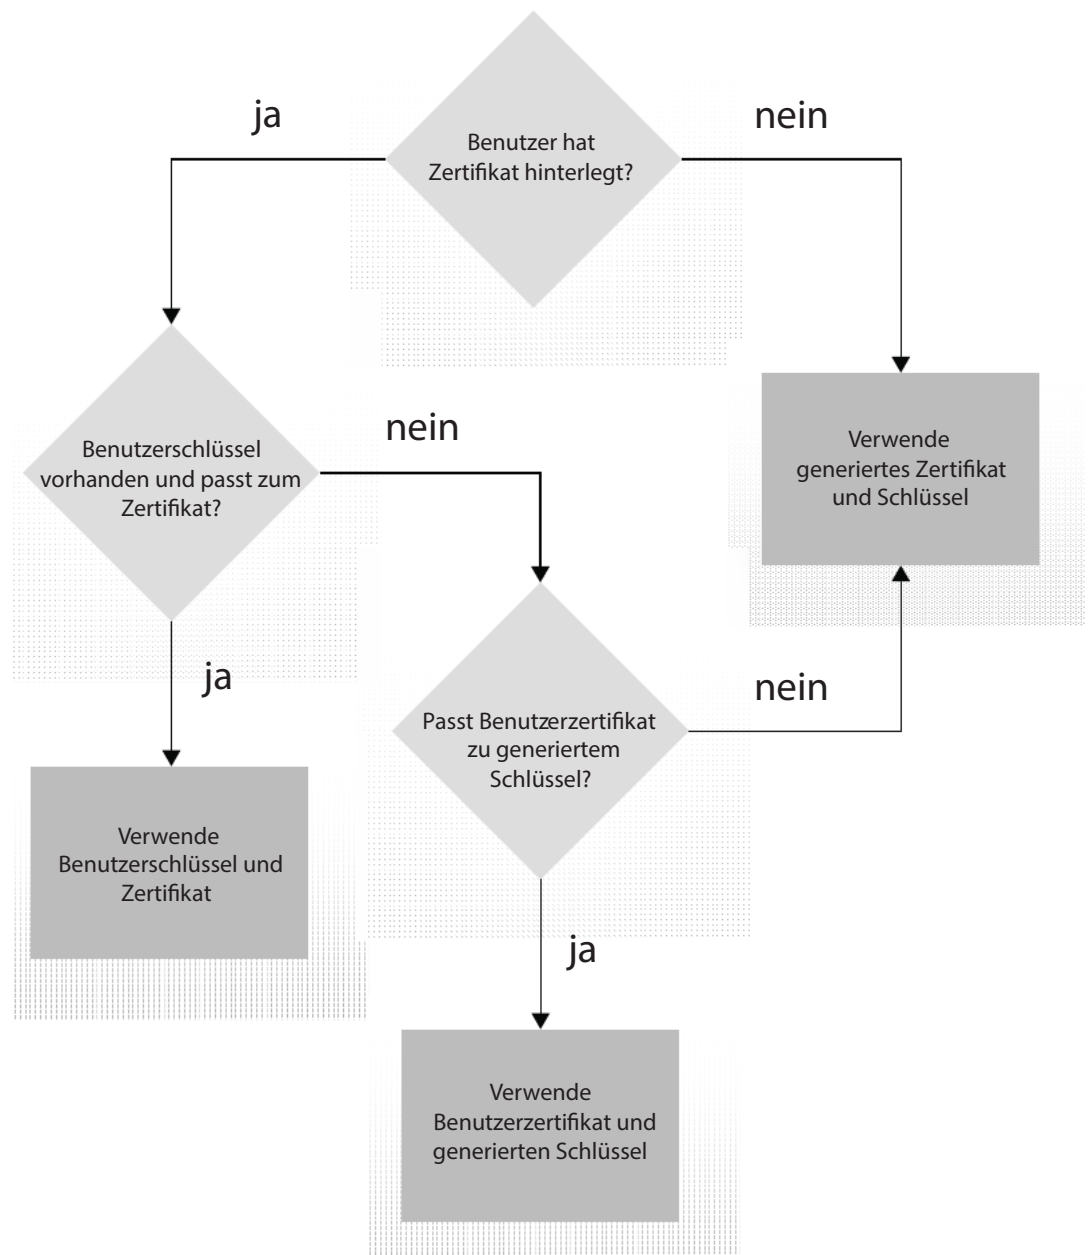 ja
nein
Benutzer hat
Zertifikat hinterlegt?
nein
Benutzerschlüssel
vorhanden und passt zum
Zertifikat?
Verwende
generiertes Zertifikat
und Schlüssel
ja
nein
Passt Benutzerzertifikat
zu generiertem
Schlüssel?
Verwende
Benutzerschlüssel und
Zertifikat
ja
Verwende
Benutzerzertifikat und
generierten Schlüssel